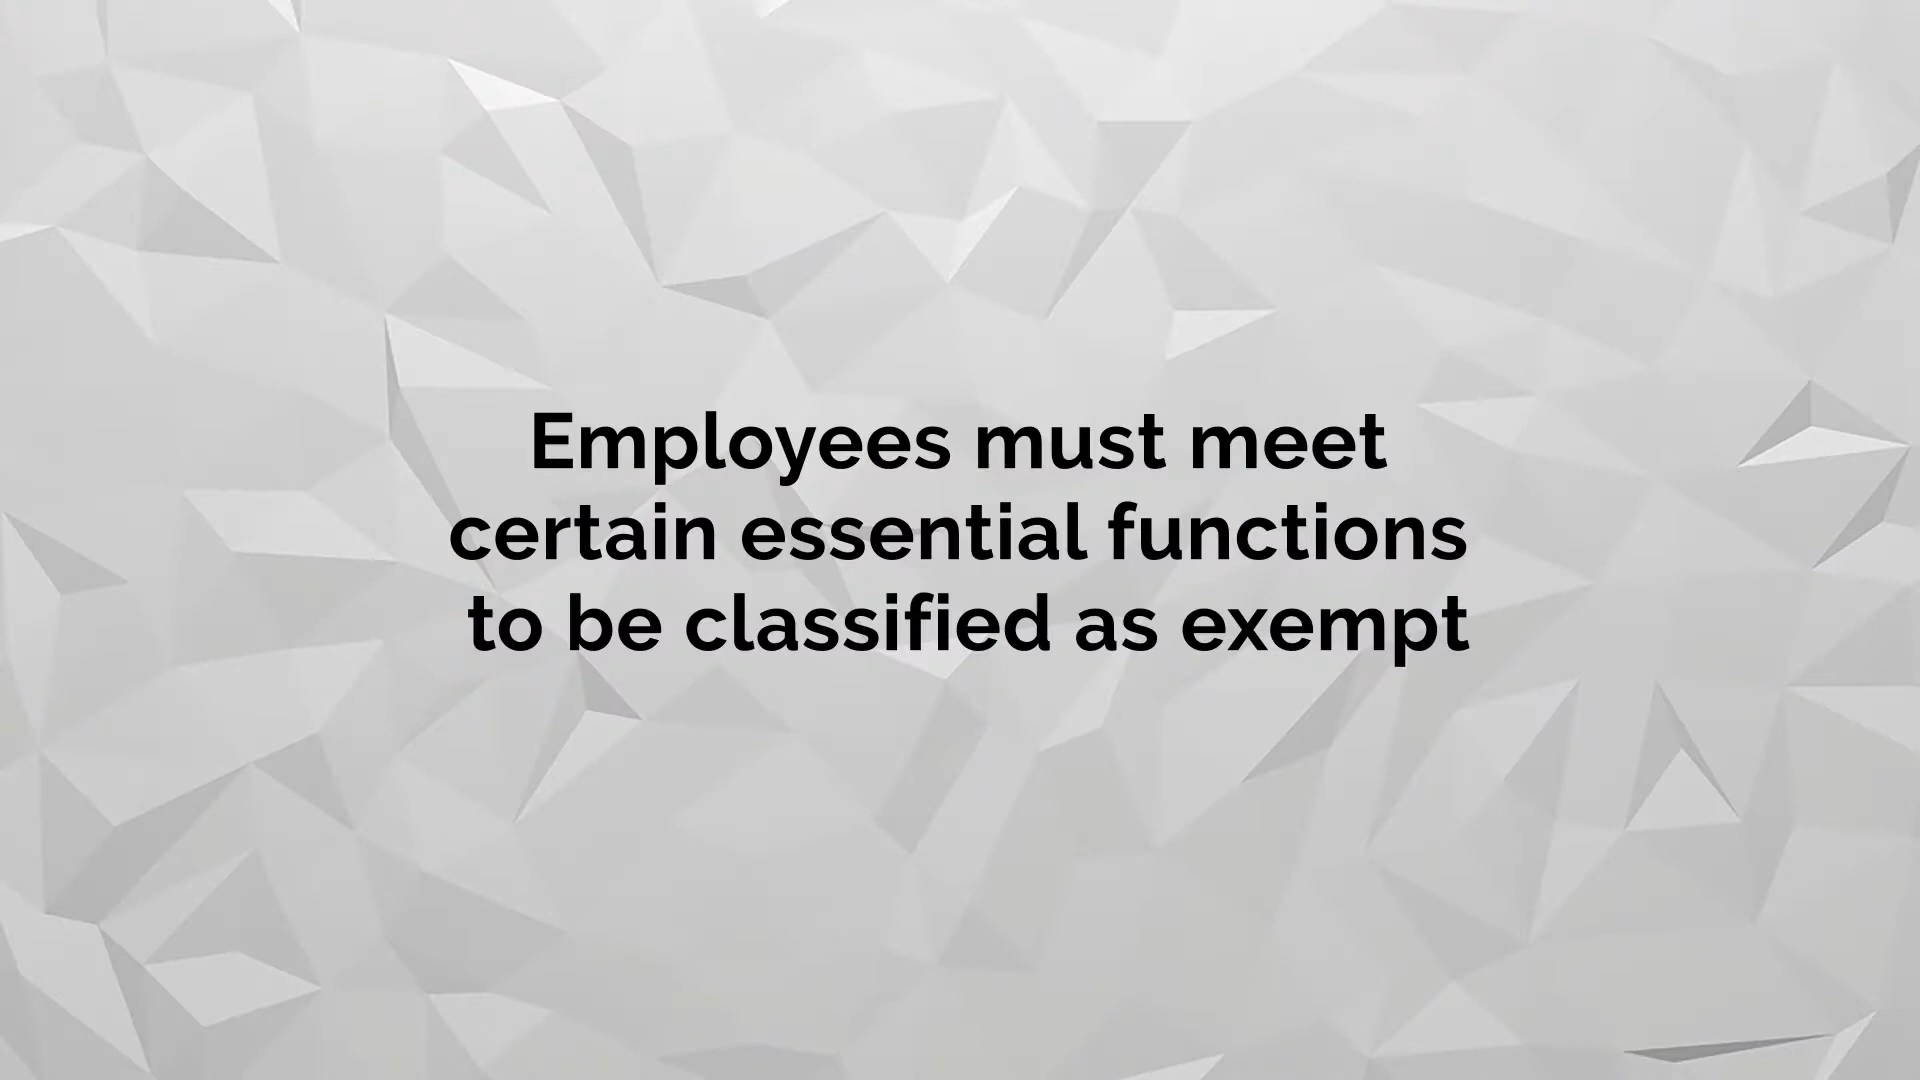 Employees must meet
certain essential functions
to be classified as exempt